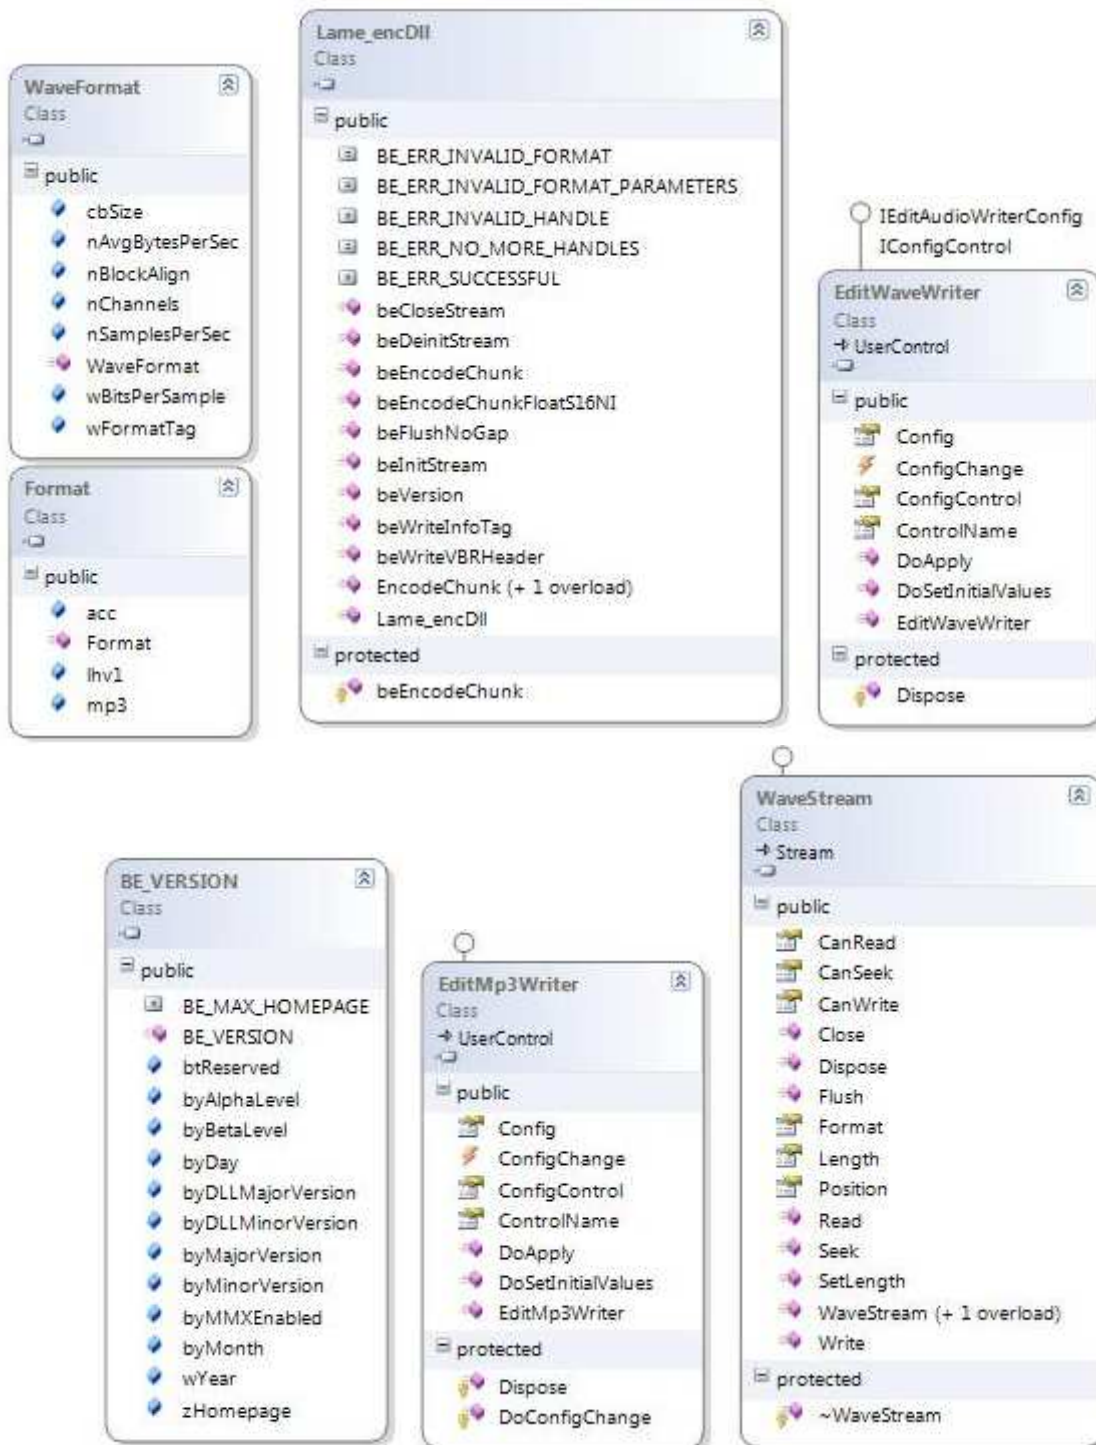 WaveFormat
Class
public
cbSize
nAvgBytesPerSec
nBlockAlign
nChannels
nSamplesPerSec
WaveFormat
wBitsPerSample
wFormatTag
Format
Class
public
acc
Format
lhv1
mp3
Lame_encDll
Class
public
BE_ERR_INVALID_FORMAT
BE_ERR_INVALID_FORMAT_PARAMETERS
BE_ERR_INVALID_HANDLE
BE_ERR_NO_MORE_HANDLES
BE_ERR_SUCCESSFUL
beCloseStream
beDeinitStream
beEncodeChunk
beEncodeChunkFloatS16NI
beFlushNoGap
beInitStream
beVersion
beWriteInfoTag
beWriteVBRHeader
EncodeChunk (+ 1 overload)
Lame_encDll
protected
beEncodeChunk
IEditAudioWriterConfig
IConfigControl
EditWaveWriter
Class
UserControl
public
Config
ConfigChange
ConfigControl
ControlName
DoApply
DoSetInitialValues
EditWaveWriter
protected
Dispose
BE_VERSION
Class
public
BE_MAX_HOMEPAGE
BE_VERSION
btReserved
byAlphaLevel
byBetaLevel
byDay
byDLLMajorVersion
byDLLMinorVersion
byMajorVersion
byMinorVersion
byMMXEnabled
byMonth
wYear
zHomepage
EditMp3Writer
Class
UserControl
public
Config
ConfigChange
ConfigControl
ControlName
DoApply
DoSetInitialValues
EditMp3Writer
protected
Dispose
DoConfigChange
WaveStream
Class
Stream
public
CanRead
CanSeek
CanWrite
Close
Dispose
Flush
Format
Length
Position
Read
Seek
SetLength
WaveStream (+ 1 overload)
Write
protected
~WaveStream